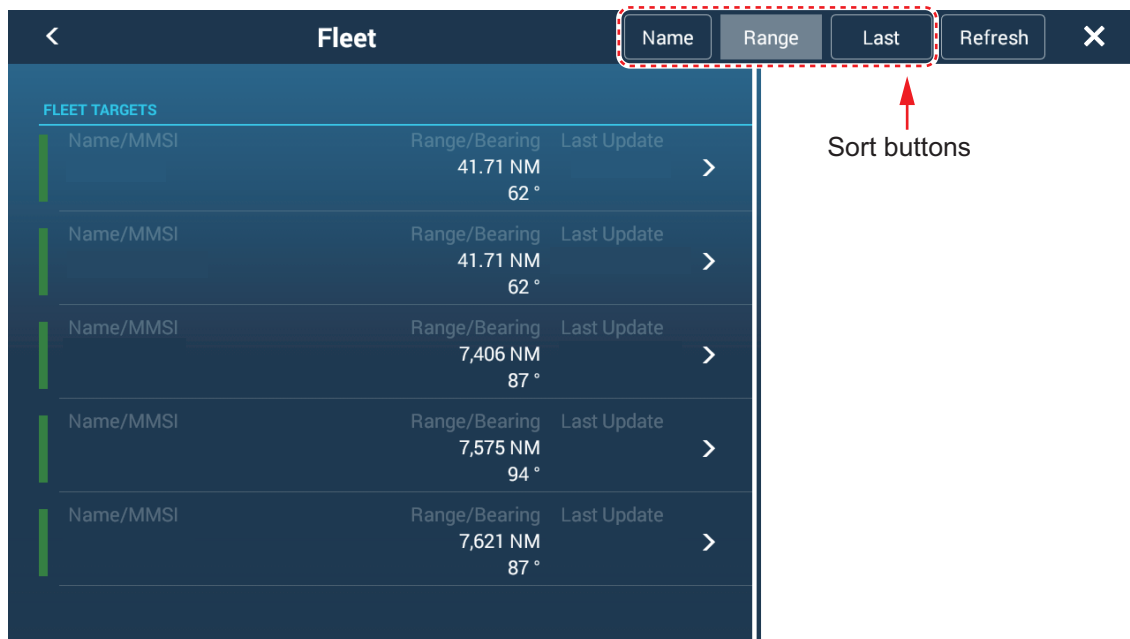 Fleet Name Range Last Refresh
Sort buttons
FLEET TARGETS
Name/MMSI Range/Bearing Last Update
41.71 NM
62 °
Name/MMSI Range/Bearing Last Update
41.71 NM
62 °
Name/MMSI Range/Bearing Last Update
7,406 NM
87 °
Name/MMSI Range/Bearing Last Update
7,575 NM
94 °
Name/MMSI Range/Bearing Last Update
7,621 NM
87 °